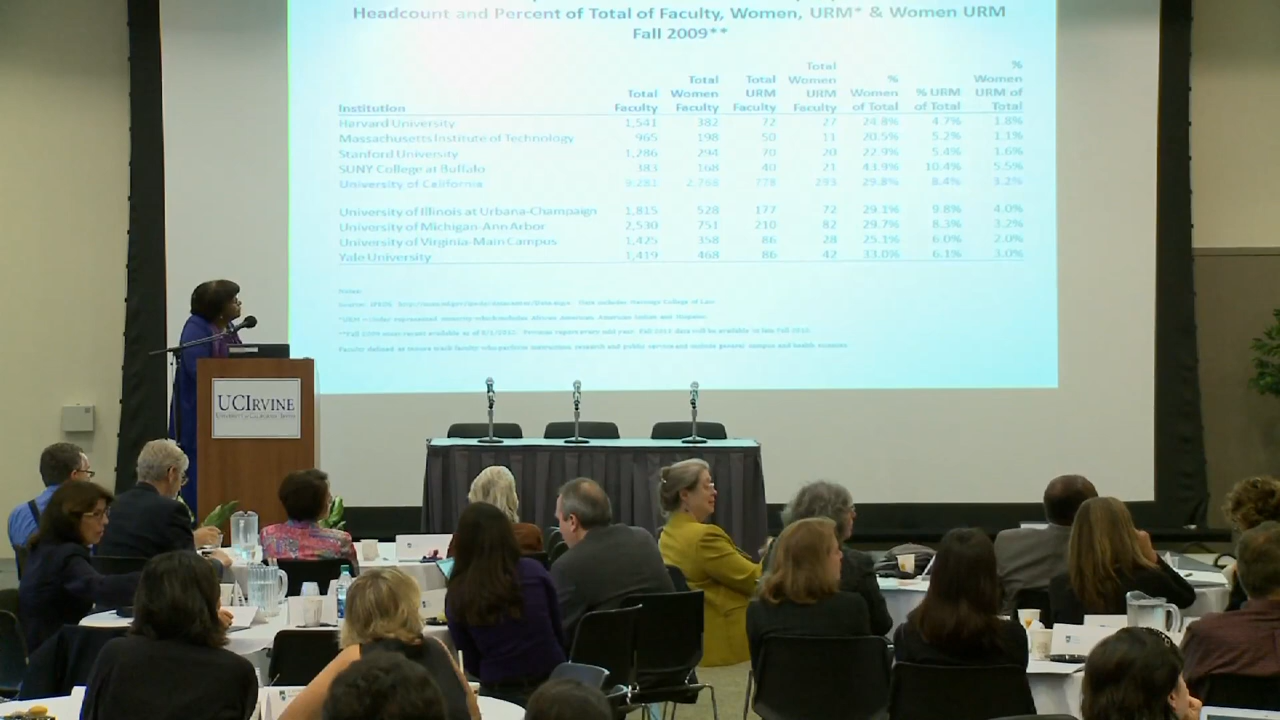 Headcount and Percent of Total of Faculty, Women, URM* & Women URM
Fall 2009**
Institution Total Faculty Total Women Faculty Total URM Faculty Total Women URM Faculty % Women of Total % URM of Total % Women URM of Total
Harvard University 1,541 382 72 27 24.8% 4.7% 1.8%
Massachusetts Institute of Technology 965 198 50 11 20.5% 5.2% 1.1%
Stanford University 1,286 294 70 20 22.9% 5.4% 1.6%
SUNY College at Buffalo 383 168 40 21 43.9% 10.4% 5.5%
University of California 9,281 2,768 778 295 29.8% 8.4% 3.2%
University of Illinois at Urbana-Champaign 1,815 528 177 72 29.1% 9.8% 4.0%
University of Michigan-Ann Arbor 2,530 751 210 82 29.7% 8.3% 3.2%
University of Virginia-Main Campus 1,425 358 86 28 25.1% 6.0% 2.0%
Yale University 1,419 468 86 42 33.0% 6.1% 3.0%
Notes:
UCIRVINE